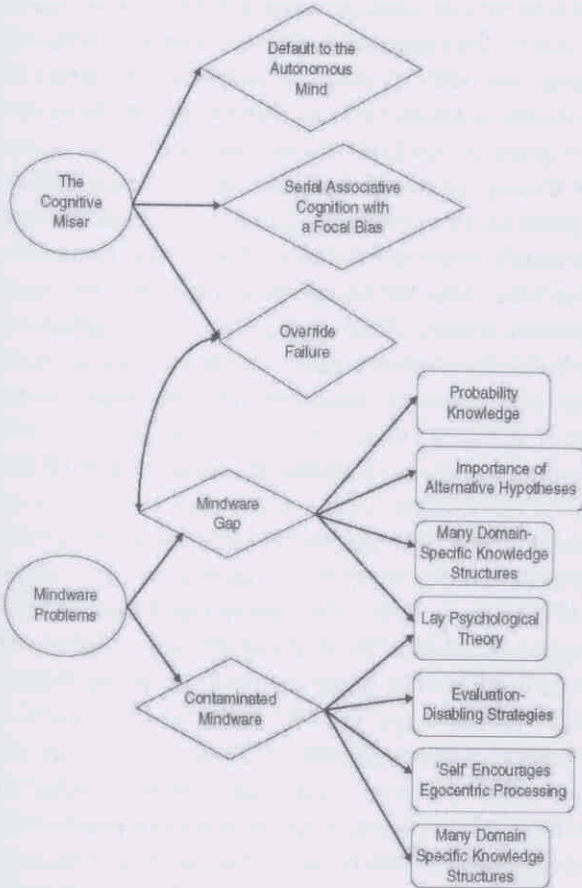 Default to the
Autonomous
Mind
The
Cognitive
Miser
Serial Associative
Cognition with
a Focal Bias
Override
Failure
Probability
Knowledge
Importance of
Alternative Hypotheses
Mindware
Gap
Many Domain-
Specific Knowledge
Structures
Mindware
Problems
Lay Psychological
Theory
Contaminated
Mindware
Evaluation-
Disabling Strategies
'Self' Encourages
Egocentric Processing
Many Domain
Specific Knowledge
Structures